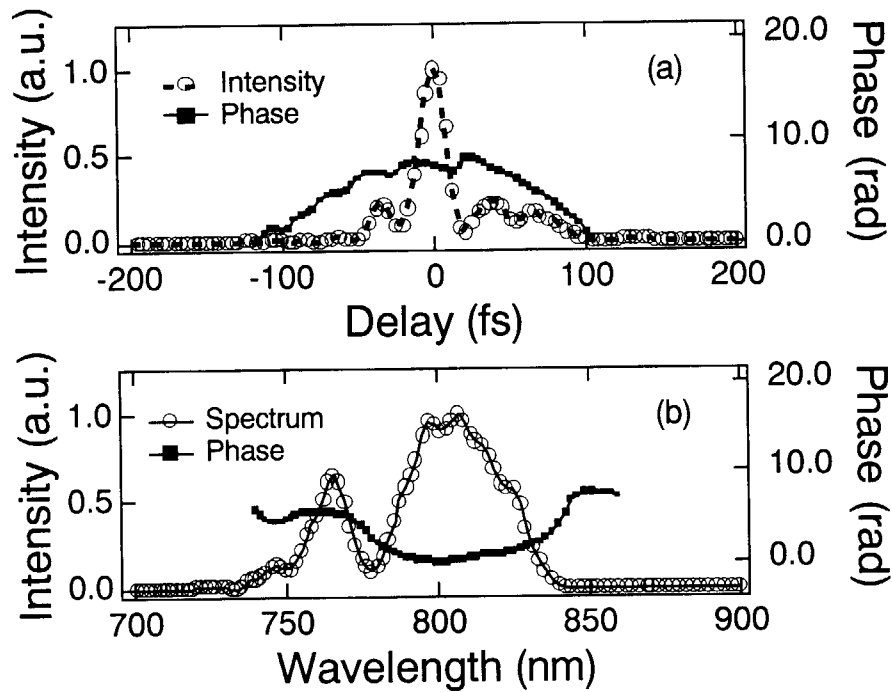 Intensity (a.u.)
1.0
0.5
0.0
Intensity
Phase
(a)
20.0
10.0
0.0
Phase (rad)
-200
-100
0
100
200
Delay (fs)
Intensity (a.u.)
1.0
0.5
0.0
Spectrum
Phase
(b)
20.0
10.0
0.0
Phase (rad)
700
750
800
850
900
Wavelength (nm)